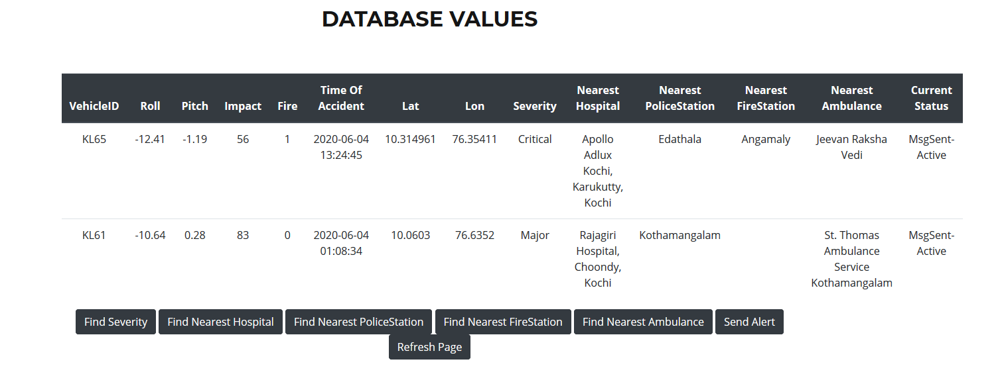 DATABASE VALUES
VehicleID Roll Pitch Impact Fire Time Of Accident Lat Lon Severity Nearest Hospital Nearest PoliceStation Nearest FireStation Nearest Ambulance Current Status
KL65 -12.41 -1.19 56 1 2020-06-04 13:24:45 10.314961 76.35411 Critical Apollo Adlux Kochi, Karukutty, Kochi Edathala Angamaly Jeevan Raksha Vedi MsgSent-Active
KL61 -10.64 0.28 83 0 2020-06-04 01:08:34 10.0603 76.6352 Major Rajagiri Hospital, Choondy, Kochi Kothamangalam St. Thomas Ambulance Service Kothamangalam MsgSent-Active
Find Severity Find Nearest Hospital Find Nearest PoliceStation Find Nearest FireStation Find Nearest Ambulance Send Alert
Refresh Page